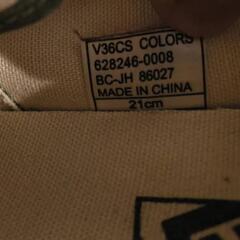 V36CS COLORS
628246-0008
BC-JH 86027
MADE IN CHINA
21cm